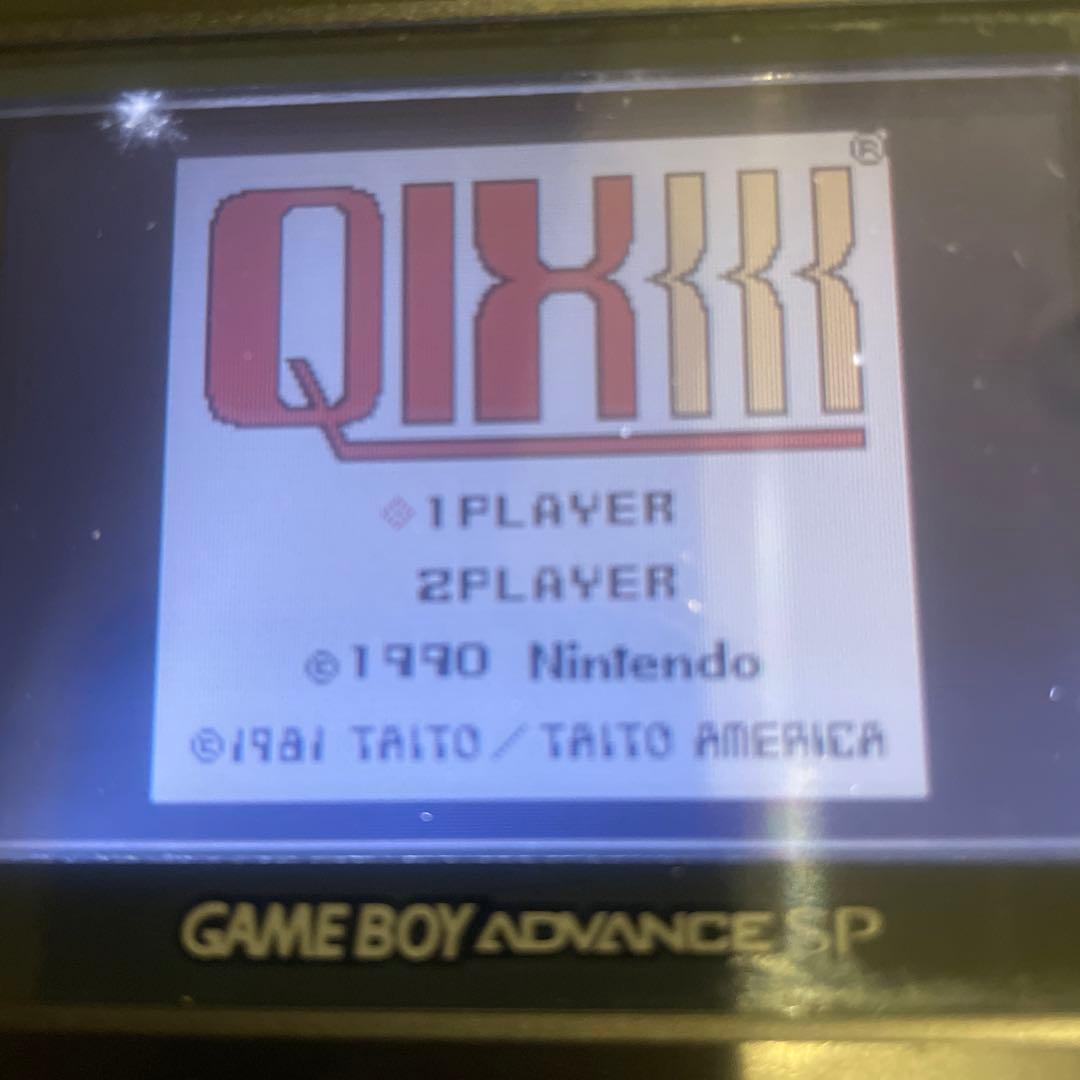 QIX®
1PLAYER
2PLAYER
©1990 Nintendo
©1981 TAITO/TAITO AMERICA
GAME BOY ADVANCE SP